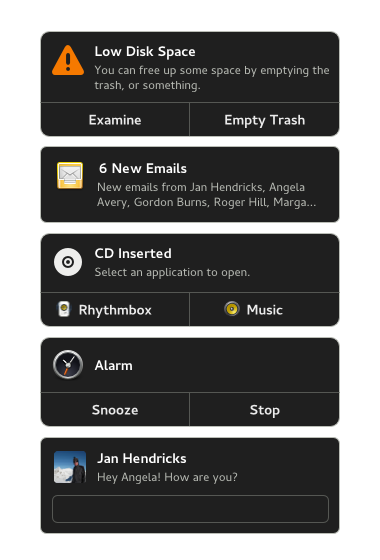 Low Disk Space
You can free up some space by emptying the
trash, or something.
Examine
Empty Trash
6 New Emails
New emails from Jan Hendricks, Angela
Avery, Gordon Burns, Roger Hill, Marga...
CD Inserted
Select an application to open.
Rhythmbox
Music
Alarm
Snooze
Stop
Jan Hendricks
Hey Angela! How are you?